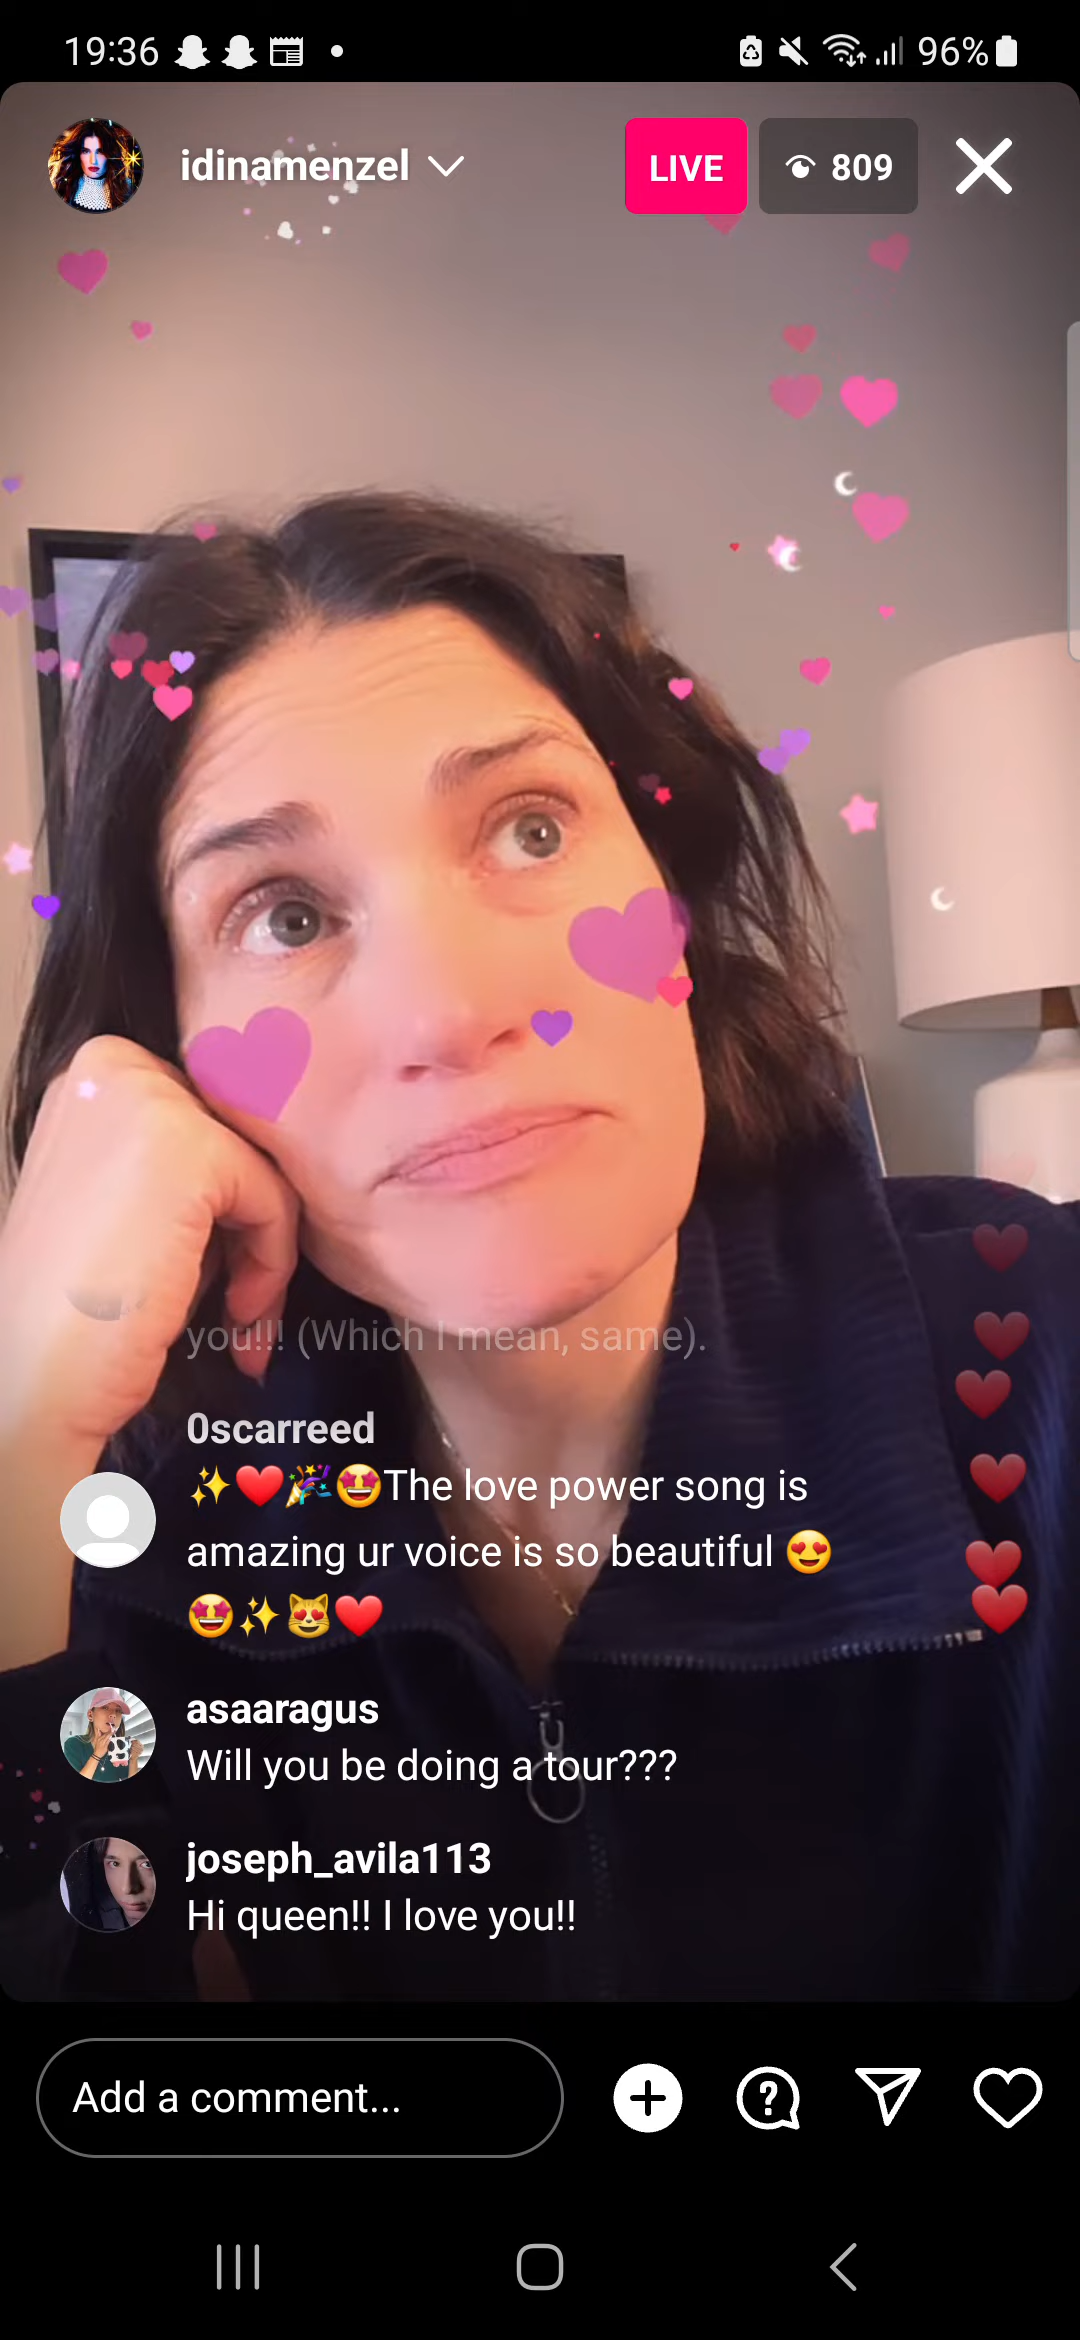 19:36
96%
idinamenzel
LIVE
809
you!!! (Which I mean, same).
0scarreed
✨❤️🎉🤩The love power song is
amazing ur voice is so beautiful 😍
🤩✨😻❤️
asaaragus
Will you be doing a tour???
joseph_avila113
Hi queen!! I love you!!
Add a comment...